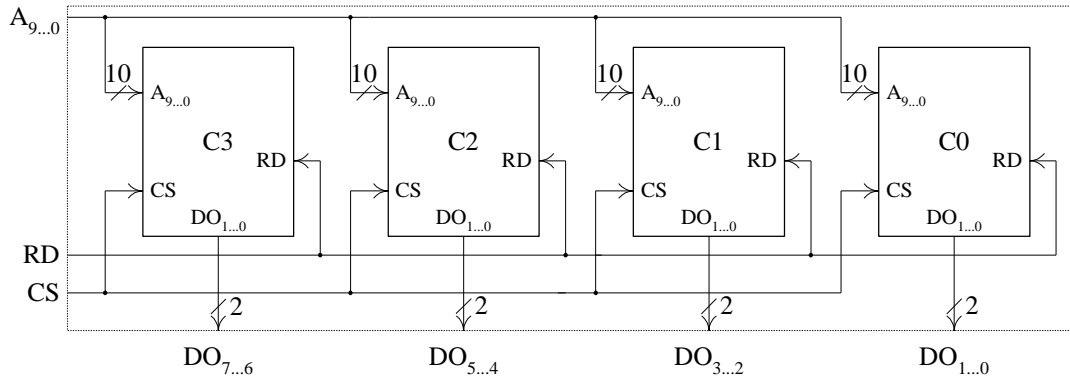 A9...0
10 10 10 10
A9...0 A9...0 A9...0 A9...0
C3 C2 C1 C0
RD RD RD RD
CS CS CS CS
DO1...0 DO1...0 DO1...0 DO1...0
RD
CS
2 2 2 2
DO7...6 DO5...4 DO3...2 DO1...0